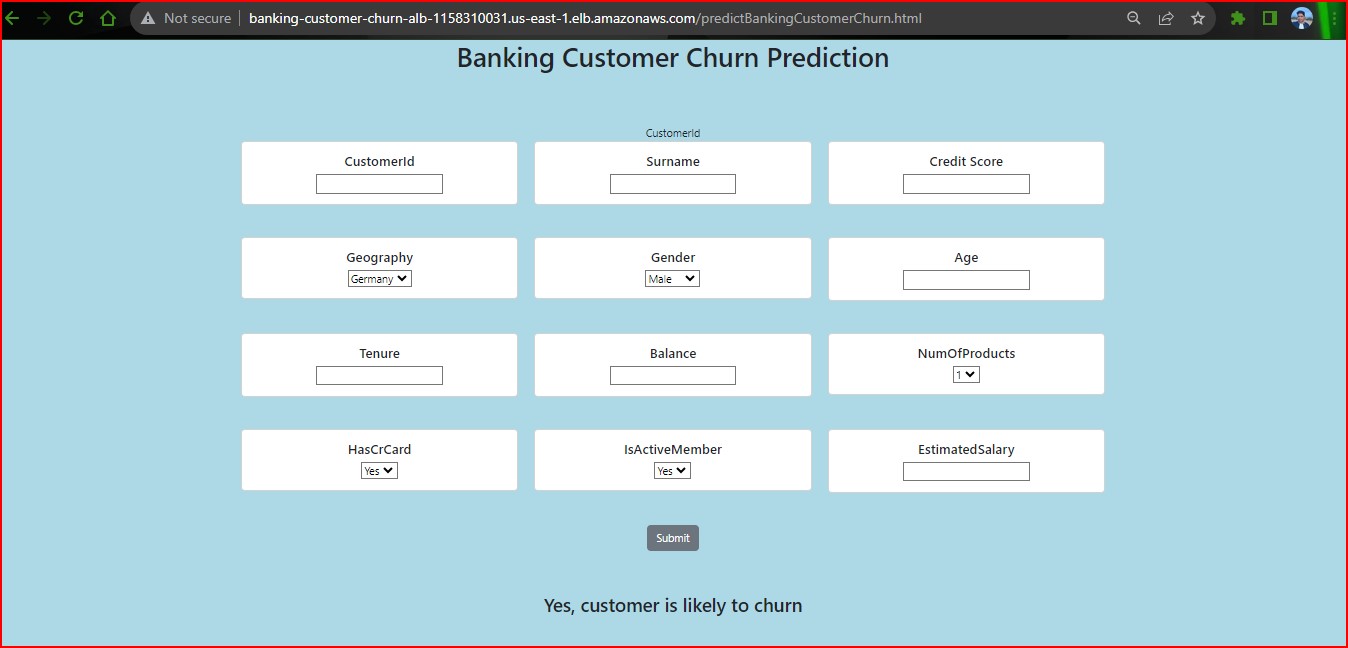 Not secure banking-customer-churn-alb-1158310031.us-east-1.elb.amazonaws.com/predictBankingCustomerChurn.html
Banking Customer Churn Prediction
CustomerId
CustomerId Surname Credit Score
Geography Gender Age
Germany Male
Tenure Balance NumOfProducts
1
HasCrCard IsActiveMember EstimatedSalary
Yes Yes
Submit
Yes, customer is likely to churn